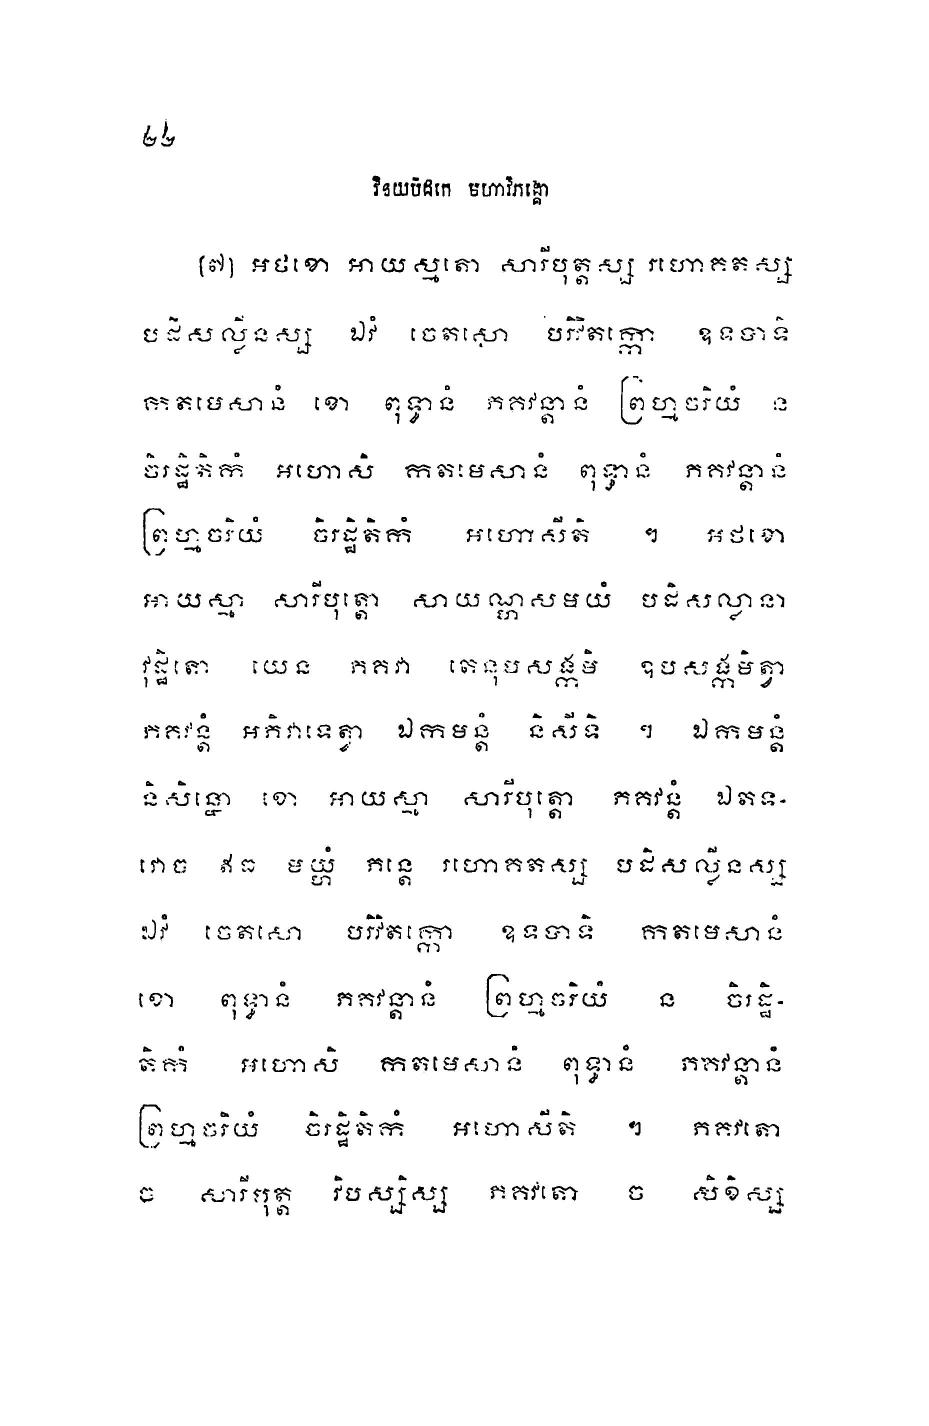 ២២
វិនយបិដកេ មហាវិភង្គោ
(៧) អថខោ អាយស្មតោ សារីបុត្តស្ស រហោគតស្ស
បដិសល្លីនស្ស ឯវំ ចេតសោ បរិវិតក្កោ ឧទបាទិ
កតមេសានំ ខោ ពុទ្ធានំ ភគវន្តានំ ព្រហ្មចរិយំ ន
ចិរដ្ឋិតិកំ អហោសិ កតមេសានំ ពុទ្ធានំ ភគវន្តានំ
ព្រហ្មចរិយំ ចិរដ្ឋិតិកំ អហោសីតិ ។ អថខោ
អាយស្មា សារីបុត្តោ សាយណ្ហសមយំ បដិសល្លានា
វុដ្ឋិតោ យេន ភគវា តេនុបសង្កមិ ឧបសង្កមិត្វា
ភគវន្តំ អភិវាទេត្វា ឯកមន្តំ និសីទិ ។ ឯកមន្តំ
និសិន្នោ ខោ អាយស្មា សារីបុត្តោ ភគវន្តំ ឯតទ-
វោច ឥធ មយ្ហំ ភន្តេ រហោគតស្ស បដិសល្លីនស្ស
ឯវំ ចេតសោ បរិវិតក្កោ ឧទបាទិ កតមេសានំ
ខោ ពុទ្ធានំ ភគវន្តានំ ព្រហ្មចរិយំ ន ចិរដ្ឋិ-
តិកំ អហោសិ កតមេសានំ ពុទ្ធានំ ភគវន្តានំ
ព្រហ្មចរិយំ ចិរដ្ឋិតិកំ អហោសីតិ ។ ភគវតោ
ច សារីបុត្ត វិបស្សិស្ស ភគវតោ ច សិខិស្ស